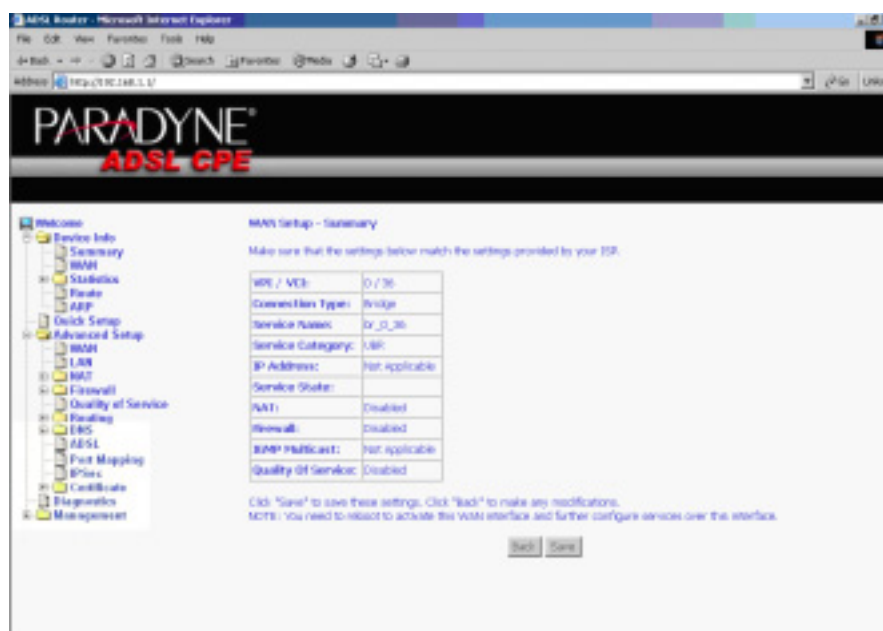 ADSL Router - Microsoft Internet Explorer
File Edit View Favorites Tools Help
Back Search Favorites Media
Address http://192.168.1.1/ Go Links
PARADYNE®
ADSL CPE
Welcome
Device Info
Summary
WAN
Statistics
Route
ARP
Quick Setup
Advanced Setup
WAN
LAN
NAT
Firewall
Quality of Service
Routing
DNS
ADSL
Port Mapping
IPSec
Certificate
Diagnostics
Management
WAN Setup - Summary
Make sure that the settings below match the settings provided by your ISP.
VPI / VCI: 0 / 36
Connection Type: Bridge
Service Name: br_0_36
Service Category: UBR
IP Address: Not Applicable
Service State:
NAT: Disabled
Firewall: Disabled
IGMP Multicast: Not Applicable
Quality Of Service: Disabled
Click "Save" to save these settings. Click "Back" to make any modifications.
NOTE: You need to reboot to activate this WAN interface and further configure services over this interface.
Back Save